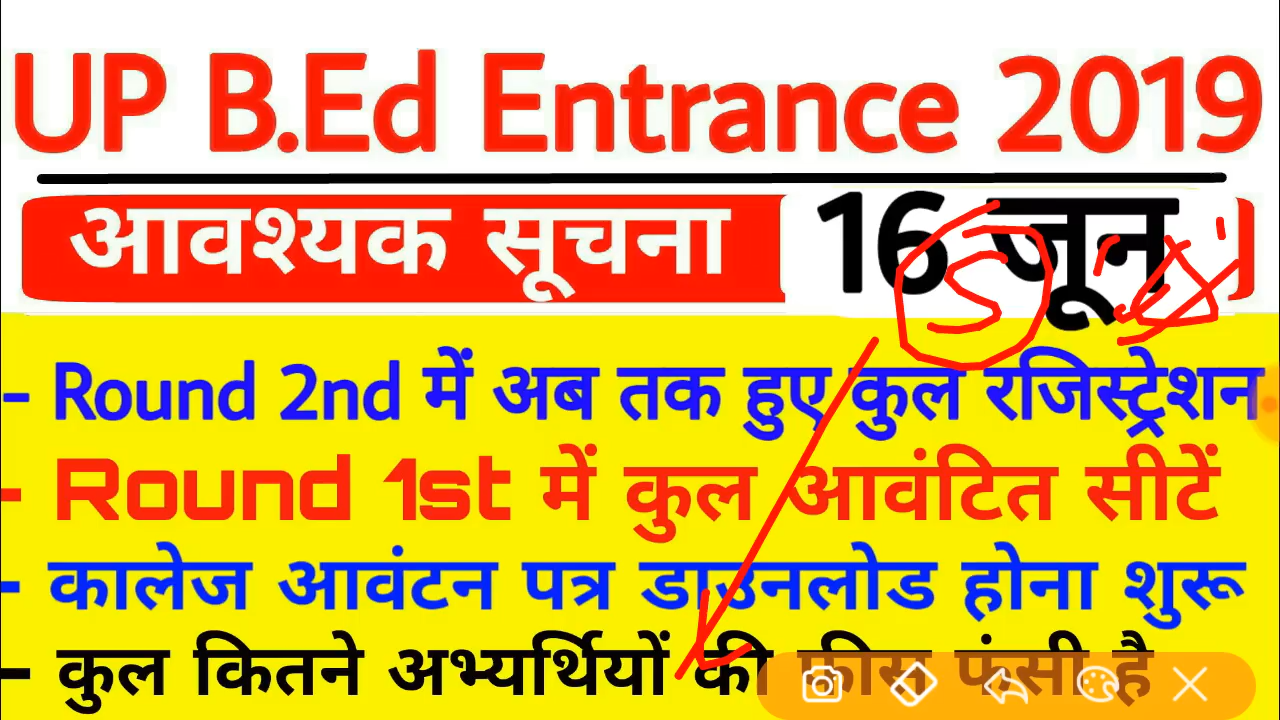 UP B.Ed Entrance 2019
आवश्यक सूचना 16 जून
- Round 2nd में अब तक हुए कुल रजिस्ट्रेशन
- Round 1st में कुल आवंटित सीटें
- कालेज आवंटन पत्र डाउनलोड होना शुरू
- कुल कितने अभ्यर्थियों की फीस फंसी है